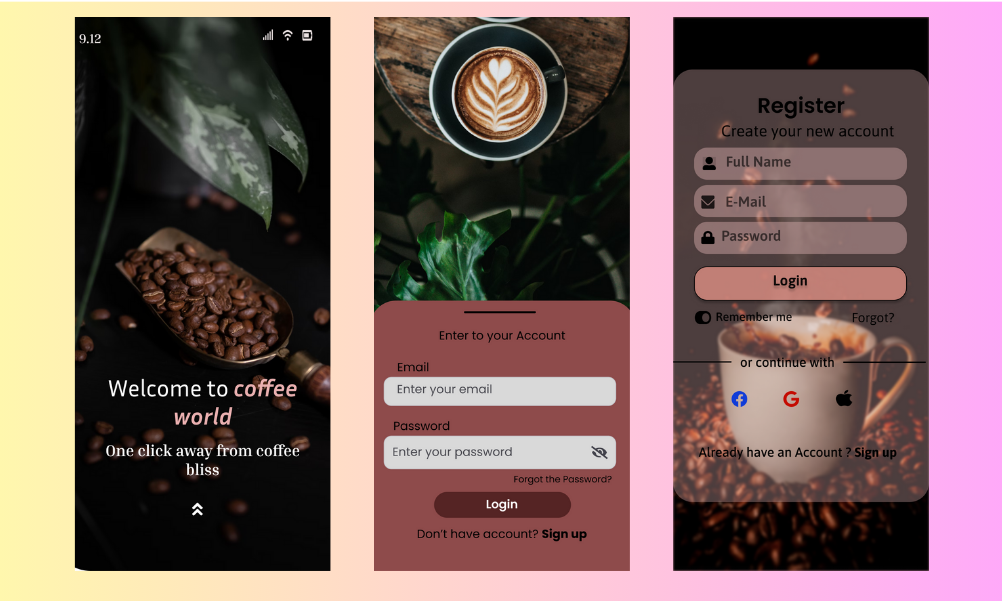 9.12
Welcome to coffee
world
One click away from coffee
bliss
Enter to your Account
Email
Enter your email
Password
Enter your password
Forgot the Password?
Login
Don't have account? Sign up
Register
Create your new account
Full Name
E-Mail
Password
Login
Remember me Forgot?
or continue with
Already have an Account ? Sign up